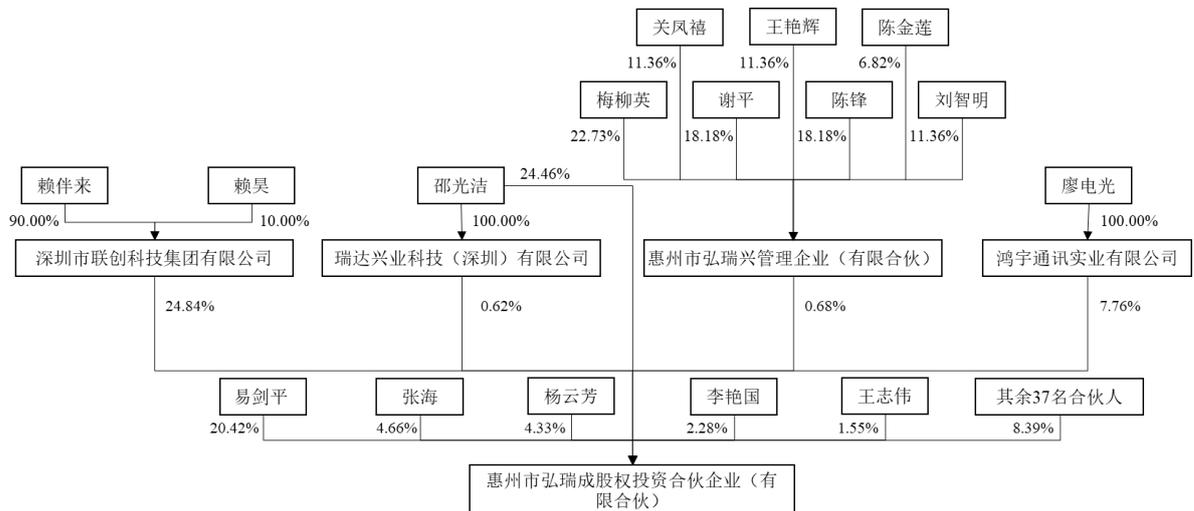 关凤禧
王艳辉
陈金莲
11.36%
11.36%
6.82%
梅柳英
谢平
陈锋
刘智明
22.73%
18.18%
18.18%
11.36%
赖伴来
赖昊
邵光洁
24.46%
廖电光
90.00%
10.00%
100.00%
100.00%
深圳市联创科技集团有限公司
瑞达兴业科技（深圳）有限公司
惠州市弘瑞兴管理企业（有限合伙）
鸿宇通讯实业有限公司
24.84%
0.62%
0.68%
7.76%
易剑平
张海
杨云芳
李艳国
王志伟
其余37名合伙人
20.42%
4.66%
4.33%
2.28%
1.55%
8.39%
惠州市弘瑞成股权投资合伙企业（有
限合伙）